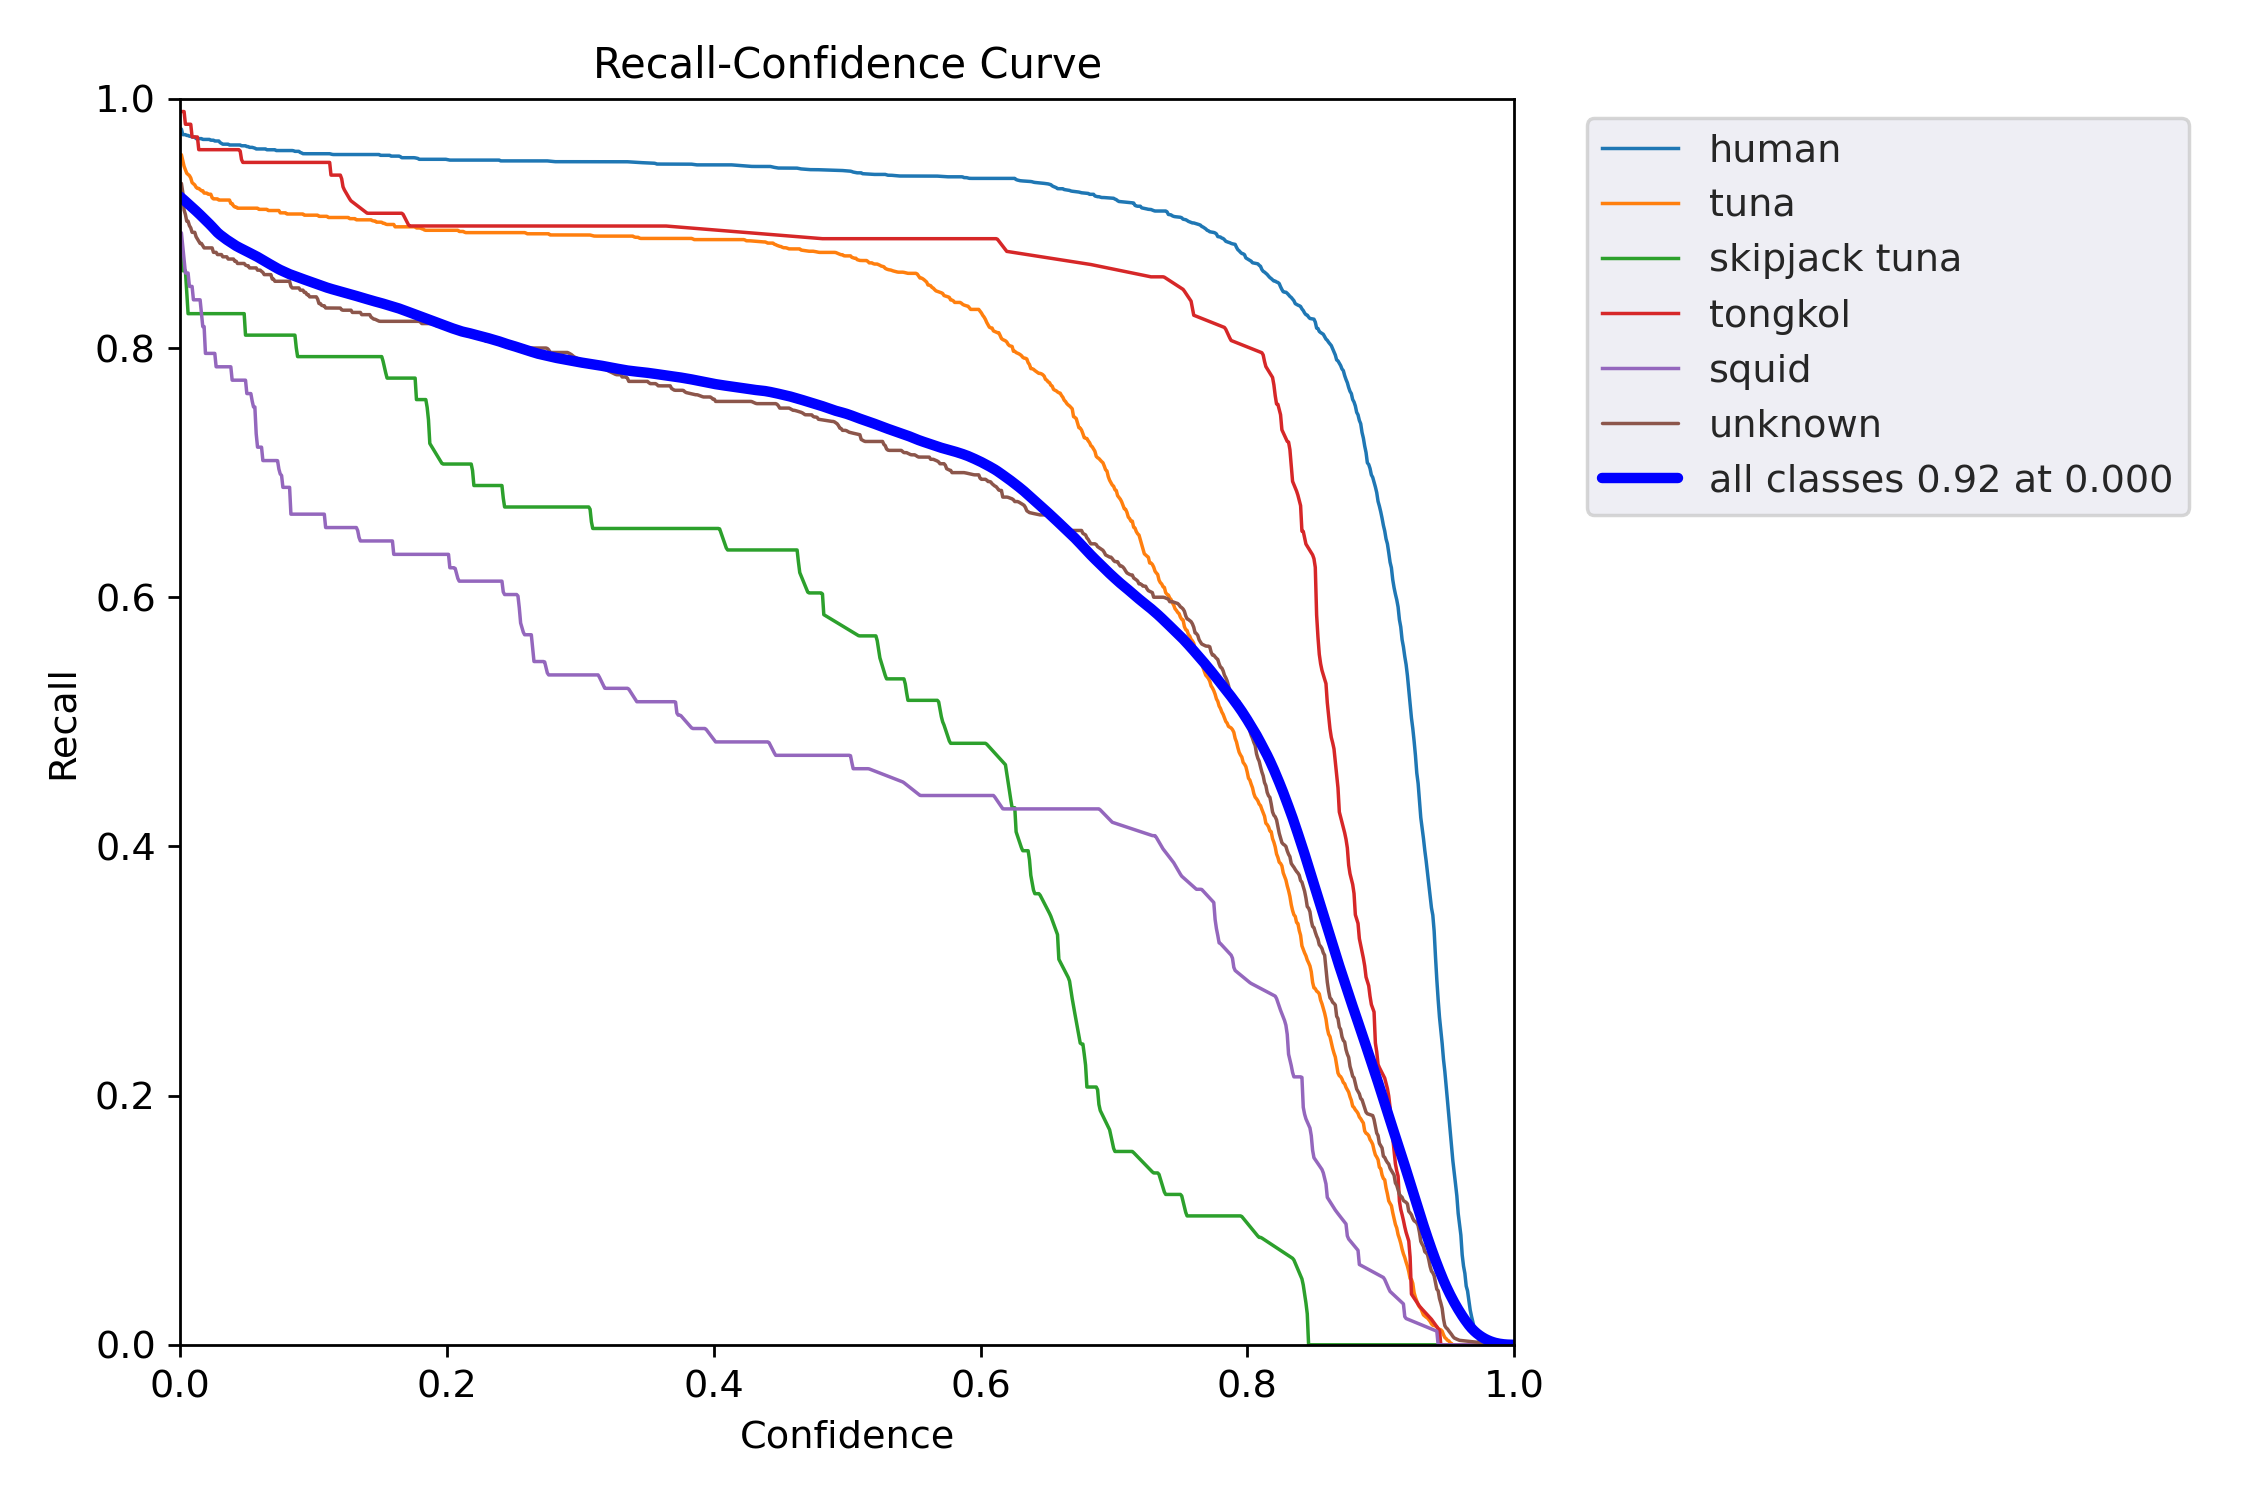 Recall-Confidence Curve
1.0
0.8
0.6
0.4
0.2
0.0
Recall
0.0 0.2 0.4 0.6 0.8 1.0
Confidence
human
tuna
skipjack tuna
tongkol
squid
unknown
all classes 0.92 at 0.000